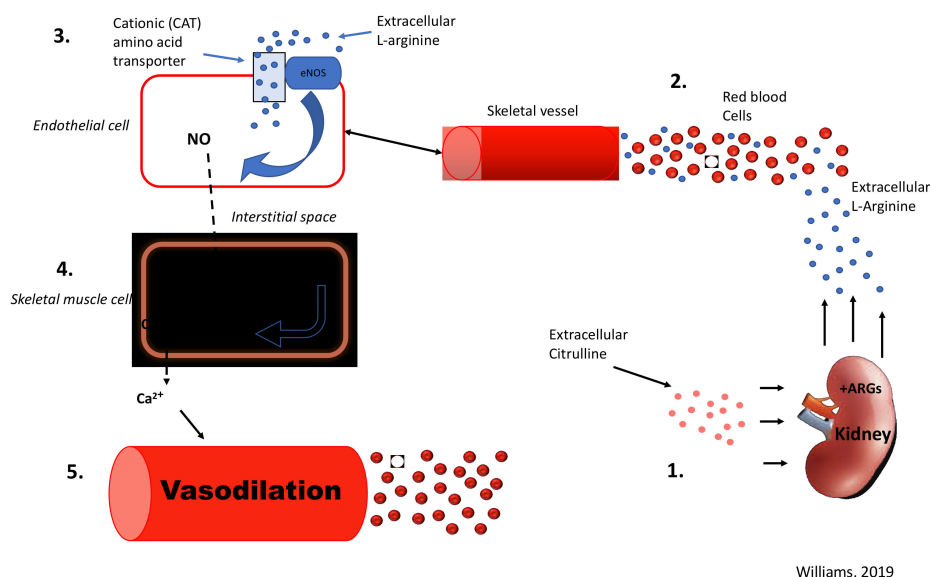 3.
Cationic (CAT)
amino acid
transporter
Extracellular
L-arginine
eNOS
Endothelial cell
NO
Skeletal vessel
2.
Red blood
Cells
Extracellular
L-Arginine
Interstitial space
4.
Skeletal muscle cell
Ca²⁺
Extracellular
Citrulline
+ARGs
Kidney
1.
5.
Vasodilation
Williams, 2019